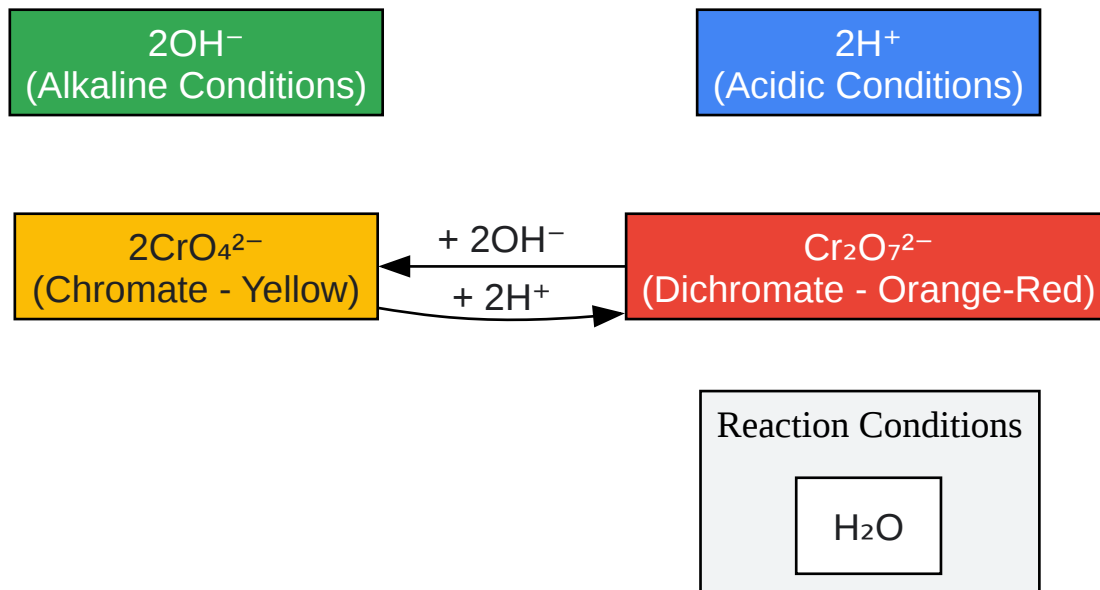 2OH⁻
(Alkaline Conditions)
2H⁺
(Acidic Conditions)
2CrO₄²⁻
(Chromate - Yellow)
+ 2OH⁻
+ 2H⁺
Cr₂O₇²⁻
(Dichromate - Orange-Red)
Reaction Conditions
H₂O